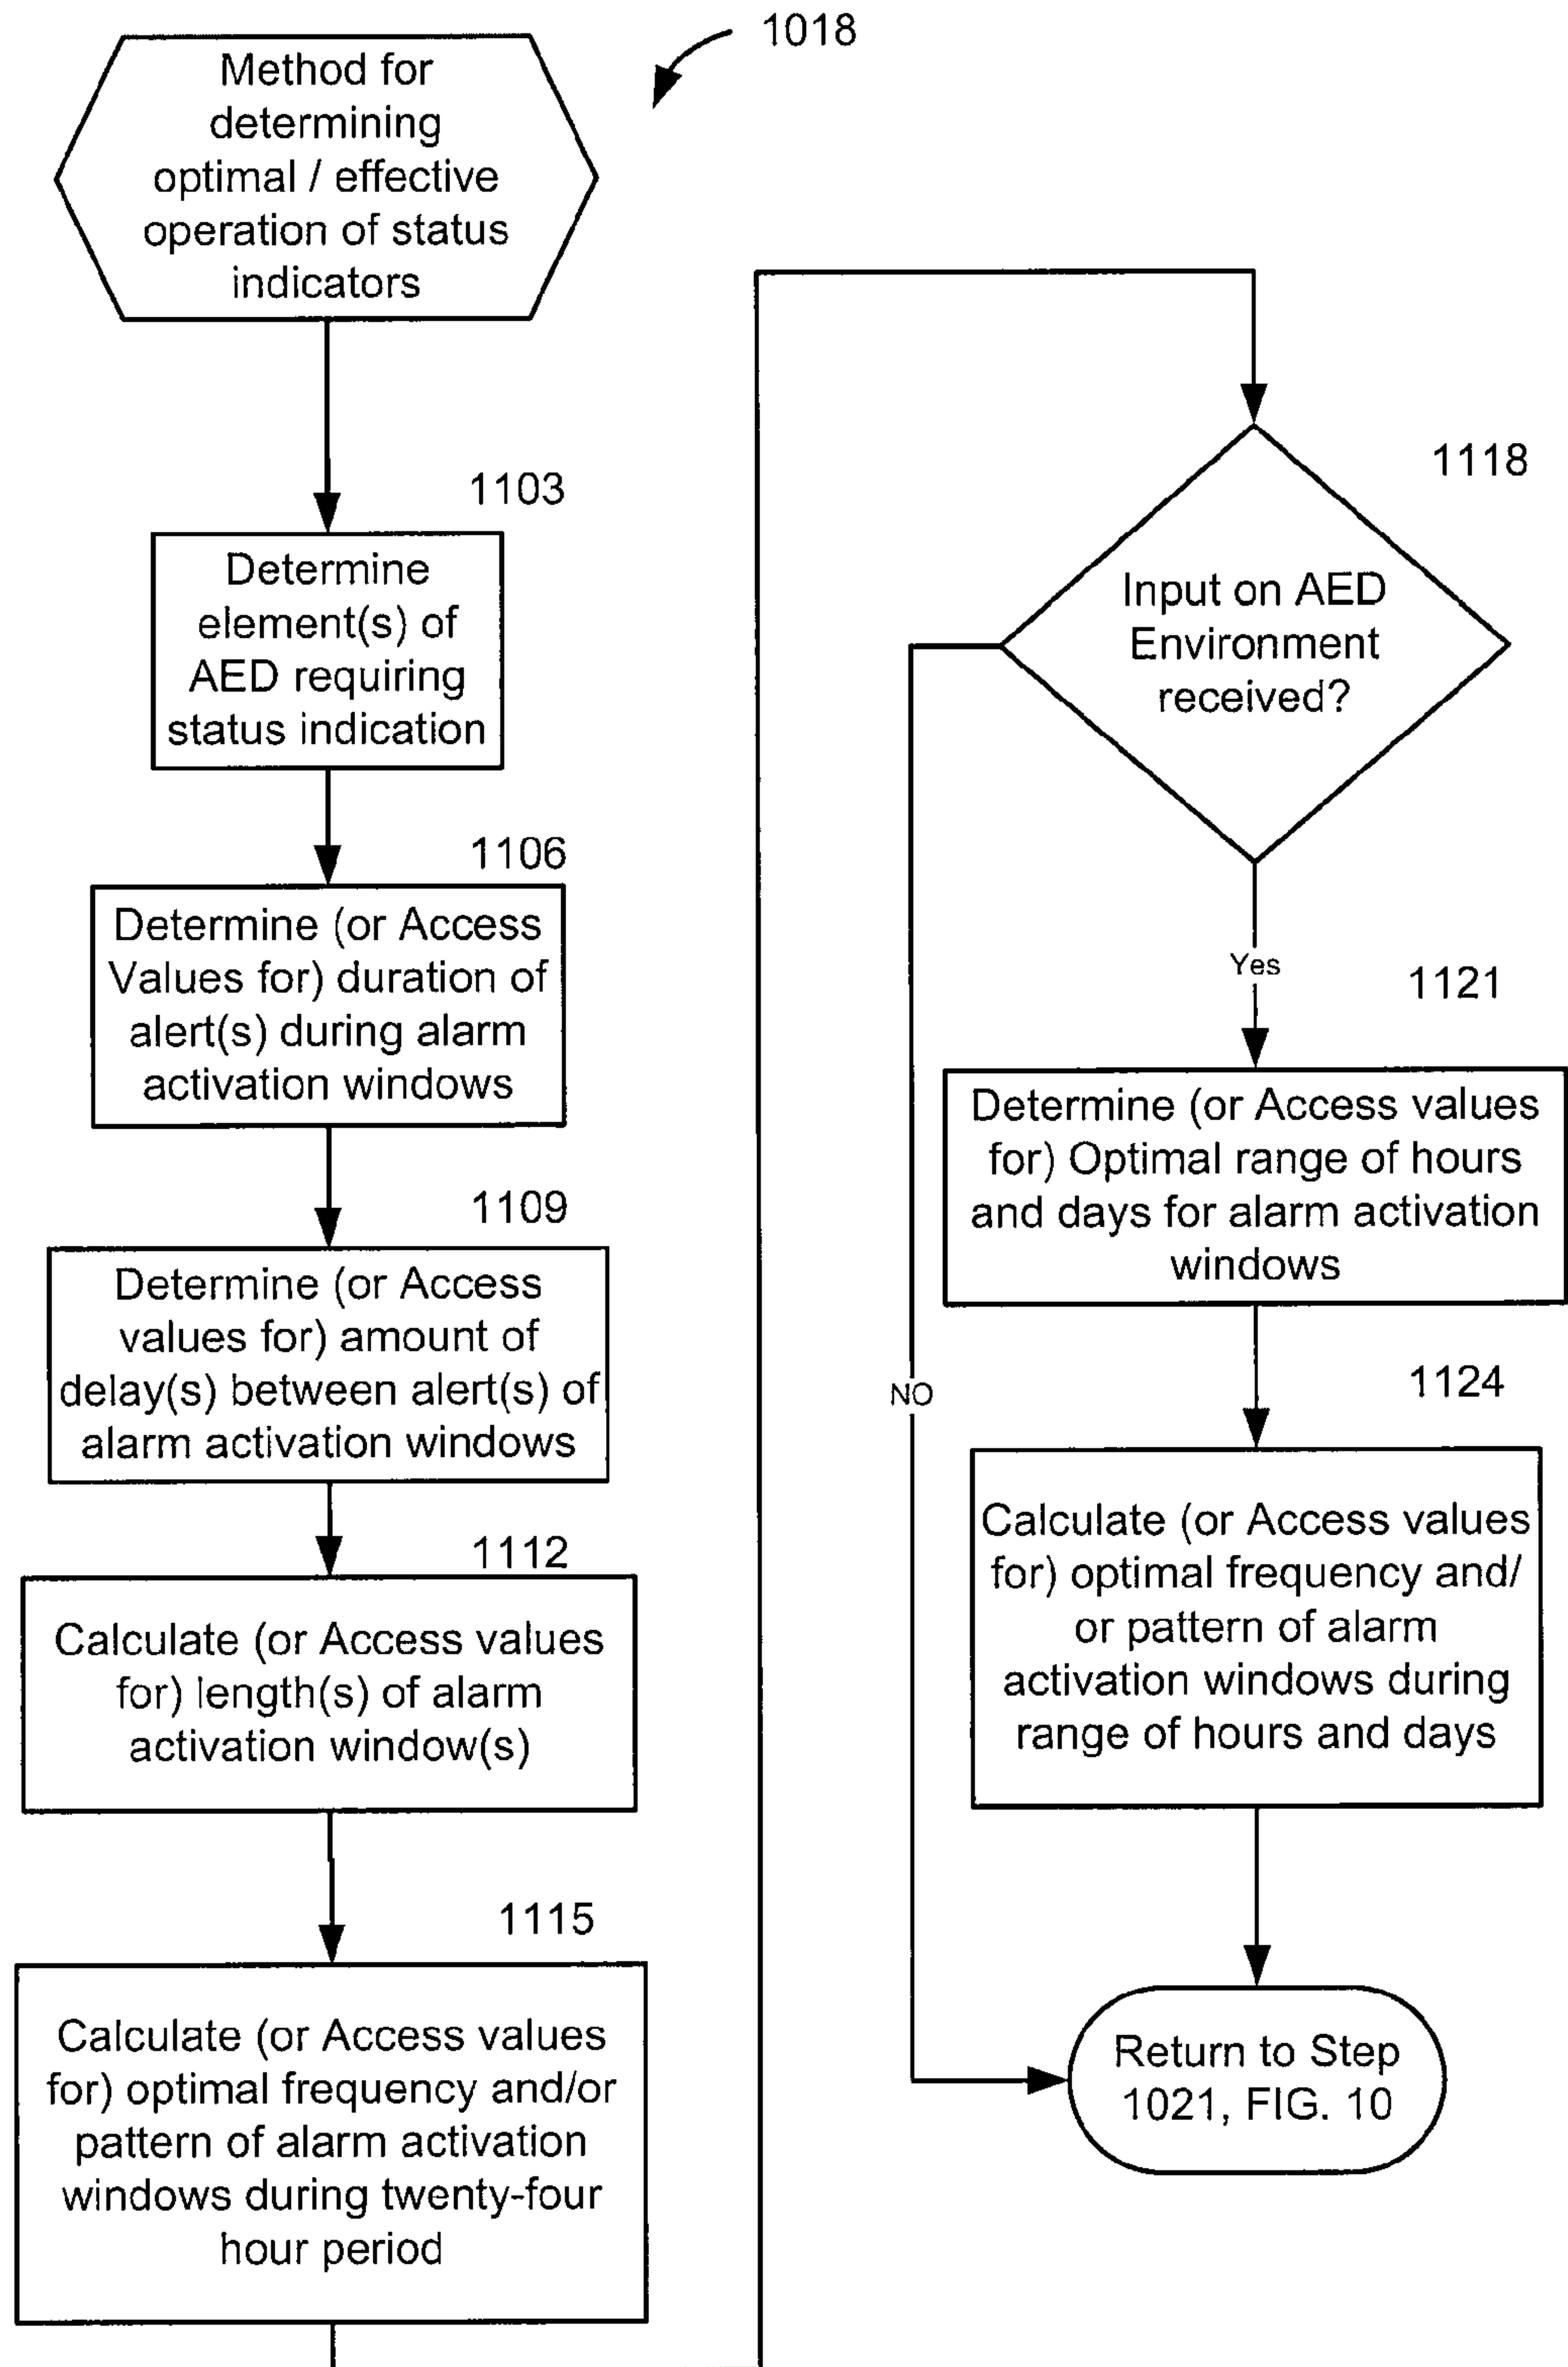 1018
Method for
determining
optimal / effective
operation of status
indicators
1103
Determine
element(s) of
AED requiring
status indication
1106
Determine (or Access
Values for) duration of
alert(s) during alarm
activation windows
1109
Determine (or Access
values for) amount of
delay(s) between alert(s) of
alarm activation windows
1112
Calculate (or Access values
for) length(s) of alarm
activation window(s)
1115
Calculate (or Access values
for) optimal frequency and/or
pattern of alarm activation
windows during twenty-four
hour period
1118
Input on AED
Environment
received?
Yes
NO
1121
Determine (or Access values
for) Optimal range of hours
and days for alarm activation
windows
1124
Calculate (or Access values
for) optimal frequency and/
or pattern of alarm
activation windows during
range of hours and days
Return to Step
1021, FIG. 10